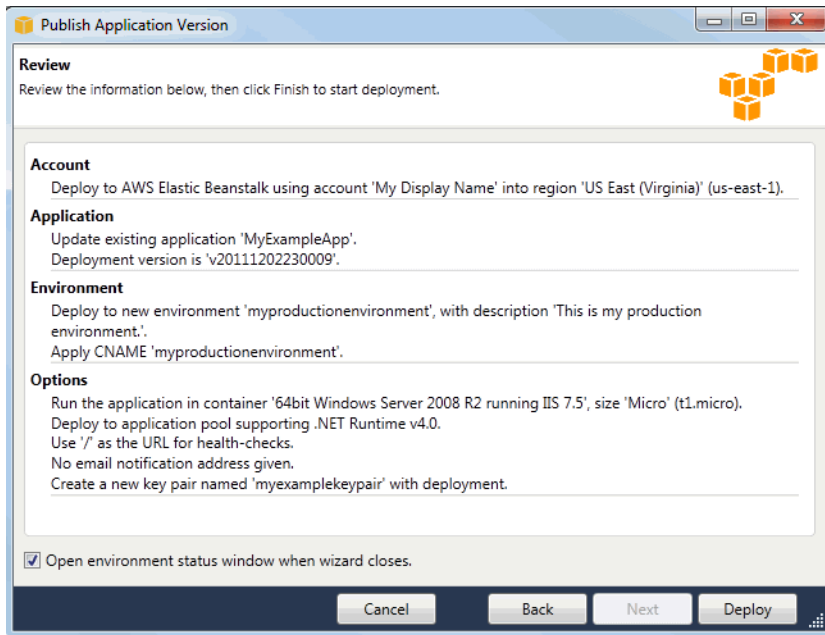 Publish Application Version
Review
Review the information below, then click Finish to start deployment.
Account
Deploy to AWS Elastic Beanstalk using account 'My Display Name' into region 'US East (Virginia)' (us-east-1).
Application
Update existing application 'MyExampleApp'.
Deployment version is 'v20111202230009'.
Environment
Deploy to new environment 'myproductionenvironment', with description 'This is my production
environment.'.
Apply CNAME 'myproductionenvironment'.
Options
Run the application in container '64bit Windows Server 2008 R2 running IIS 7.5', size 'Micro' (t1.micro).
Deploy to application pool supporting .NET Runtime v4.0.
Use '/' as the URL for health-checks.
No email notification address given.
Create a new key pair named 'myexamplekeypair' with deployment.
Open environment status window when wizard closes.
Cancel Back Next Deploy